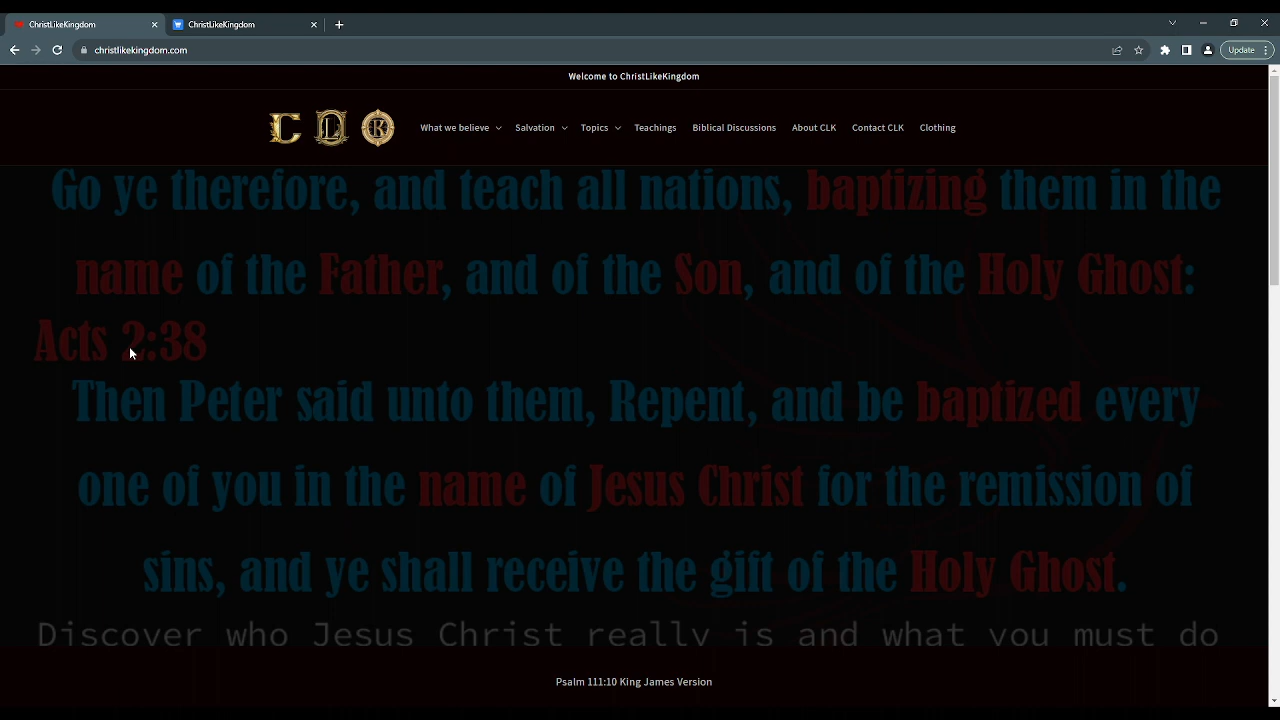 ChristLikeKingdom
ChristLikeKingdom
christlikekingdom.com
Update
Welcome to ChristLikeKingdom
C L K
What we believe Salvation Topics Teachings Biblical Discussions About CLK Contact CLK Clothing
Go ye therefore, and teach all nations, baptizing them in the
name of the Father, and of the Son, and of the Holy Ghost:
Acts 2:38
Then Peter said unto them, Repent, and be baptized every
one of you in the name of Jesus Christ for the remission of
sins, and ye shall receive the gift of the Holy Ghost.
Discover who Jesus Christ really is and what you must do
Psalm 111:10 King James Version